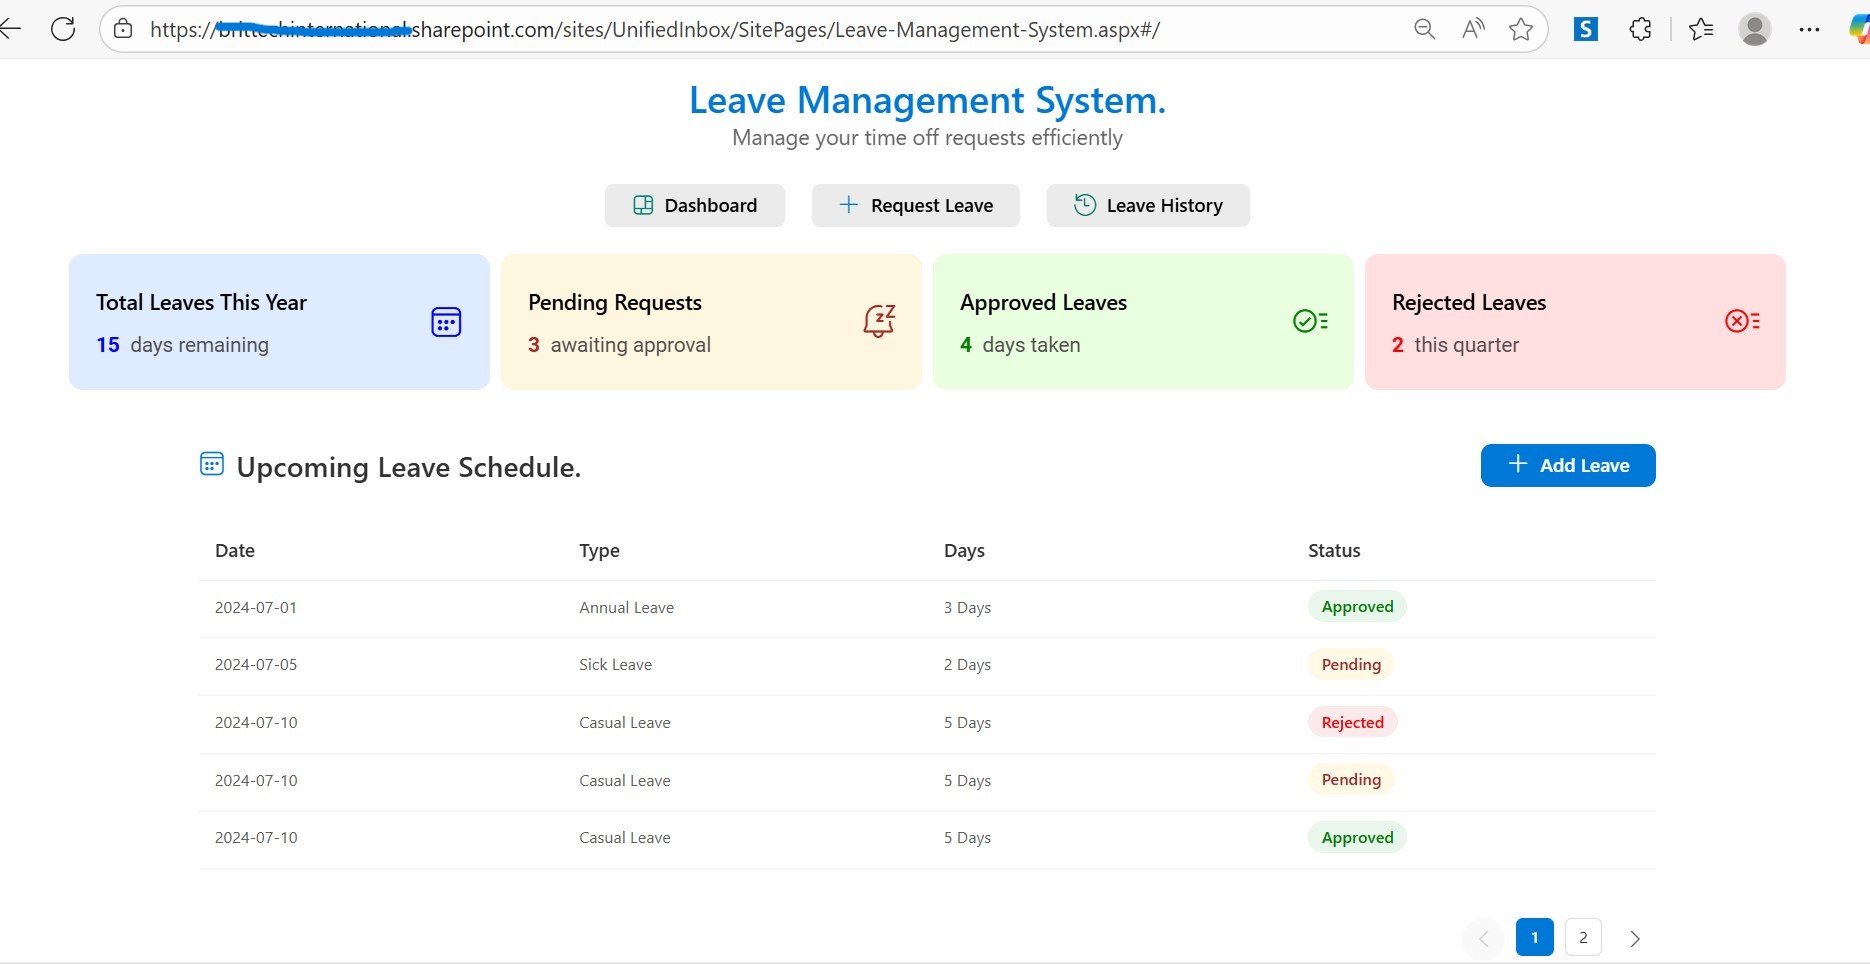 https://sharepoint.com/sites/UnifiedInbox/SitePages/Leave-Management-System.aspx#/
Leave Management System.
Manage your time off requests efficiently
Dashboard
Request Leave
Leave History
Total Leaves This Year
15 days remaining
Pending Requests
3 awaiting approval
Approved Leaves
4 days taken
Rejected Leaves
2 this quarter
Upcoming Leave Schedule.
Add Leave
Date Type Days Status
2024-07-01 Annual Leave 3 Days Approved
2024-07-05 Sick Leave 2 Days Pending
2024-07-10 Casual Leave 5 Days Rejected
2024-07-10 Casual Leave 5 Days Pending
2024-07-10 Casual Leave 5 Days Approved
1 2